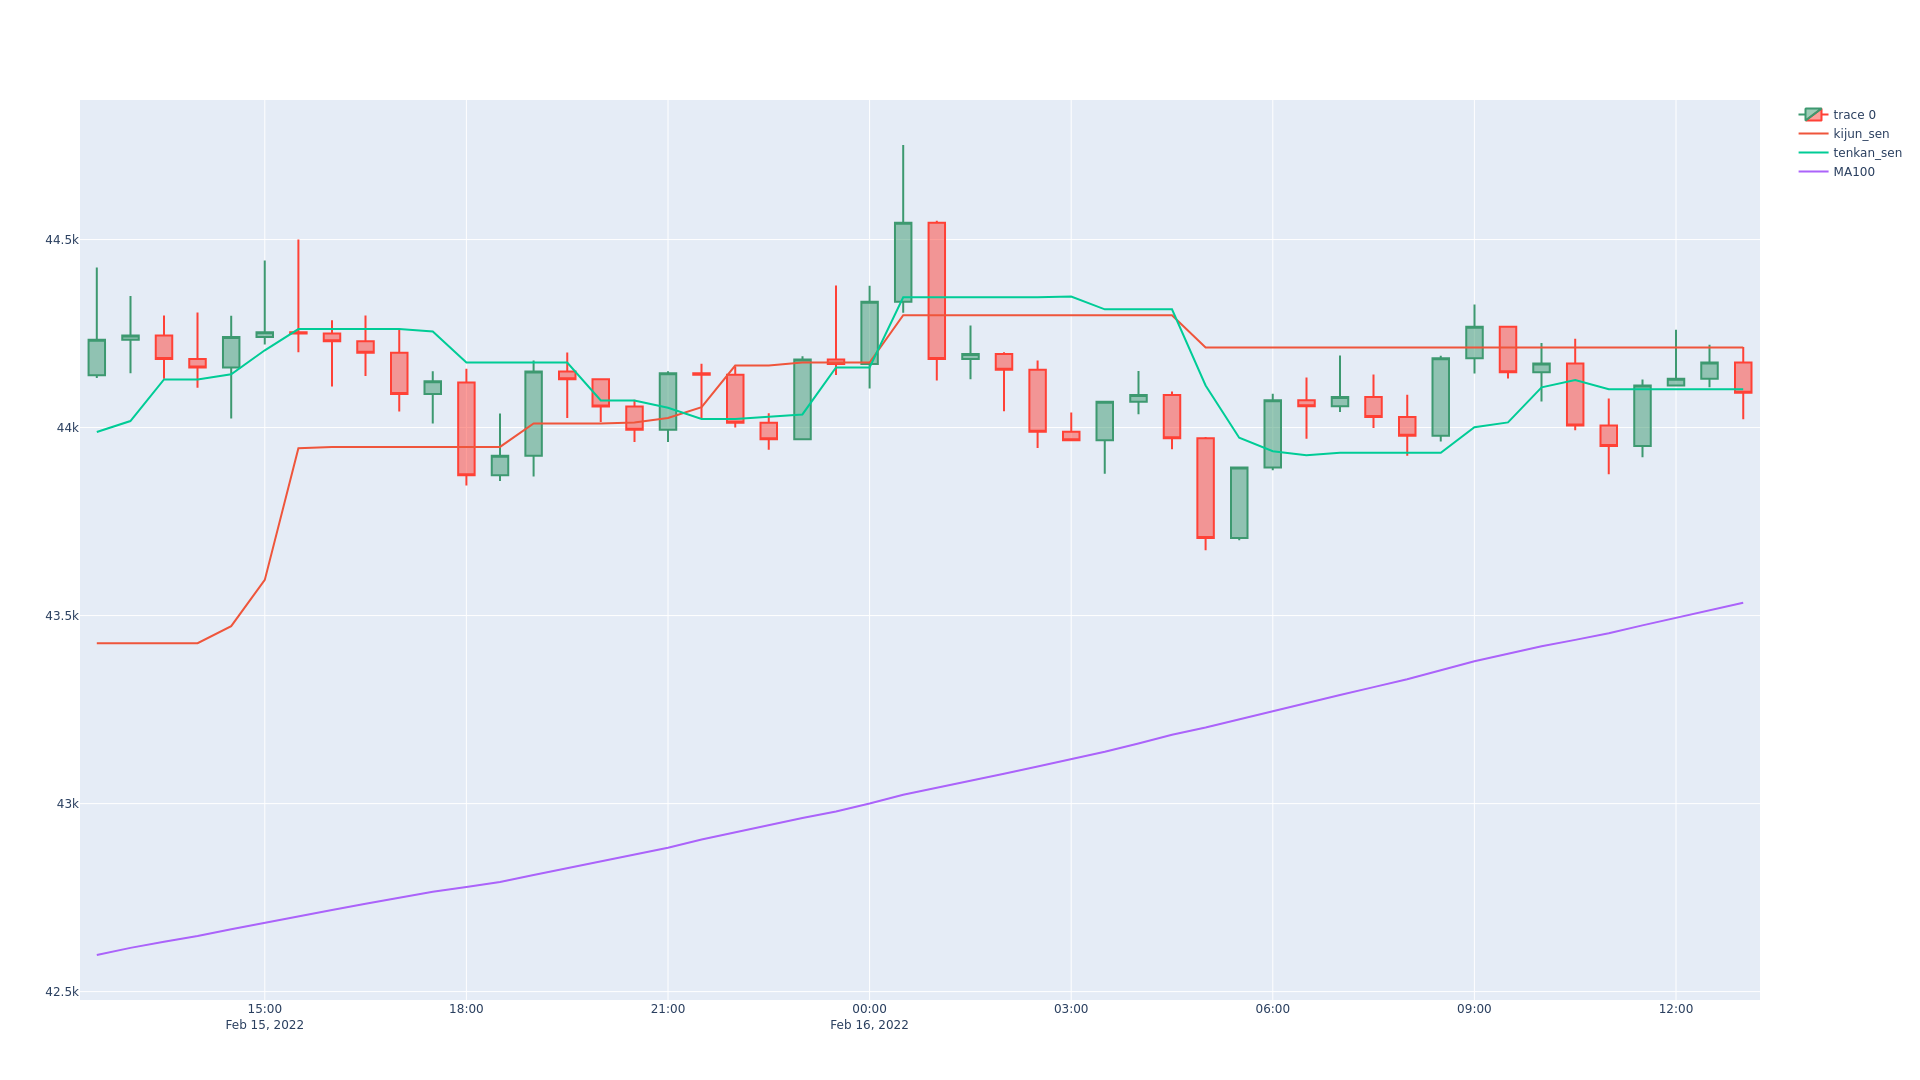 trace 0
kijun_sen
tenkan_sen
MA100
44.5k
44k
43.5k
43k
42.5k
15:00
Feb 15, 2022
18:00
21:00
00:00
Feb 16, 2022
03:00
06:00
09:00
12:00